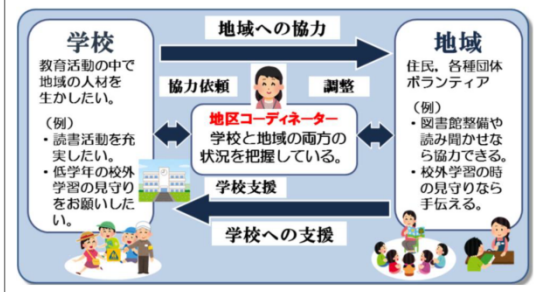 学校
教育活動の中で
地域の人材を
生かしたい。
（例）
・読書活動を充
実したい。
・低学年の校外
学習の見守り
をお願いした
い。
地域への協力
協力依頼
調整
地区コーディネーター
学校と地域の両方の
状況を把握している。
学校支援
学校への支援
地域
住民，各種団体
ボランティア
（例）
・図書館整備や
読み聞かせな
ら協力できる。
・校外学習の時
の見守りなら
手伝える。